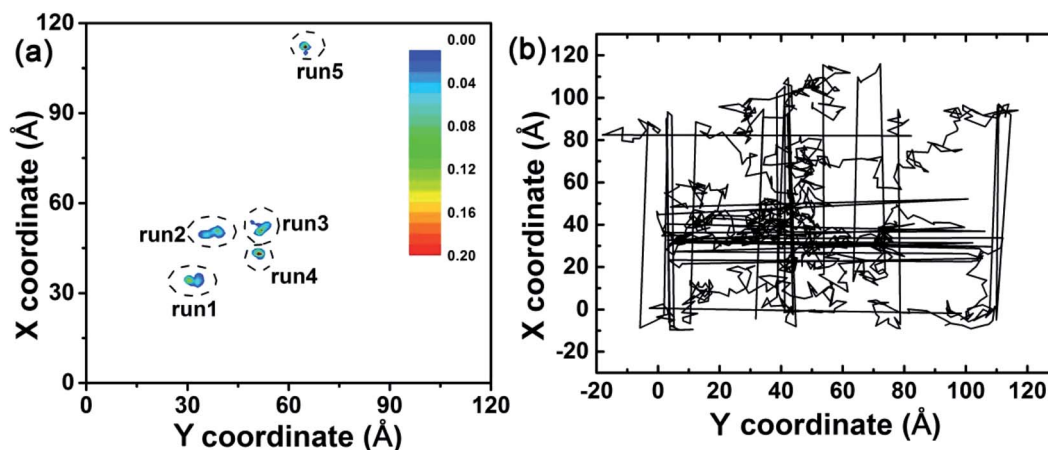 (a)
X coordinate (Å)
120
90
60
30
0
0
30
60
90
120
Y coordinate (Å)
run5
run3
run2
run4
run1
0.00
0.04
0.08
0.12
0.16
0.20
(b)
X coordinate (Å)
120
100
80
60
40
20
0
-20
-20
0
20
40
60
80
100
120
Y coordinate (Å)